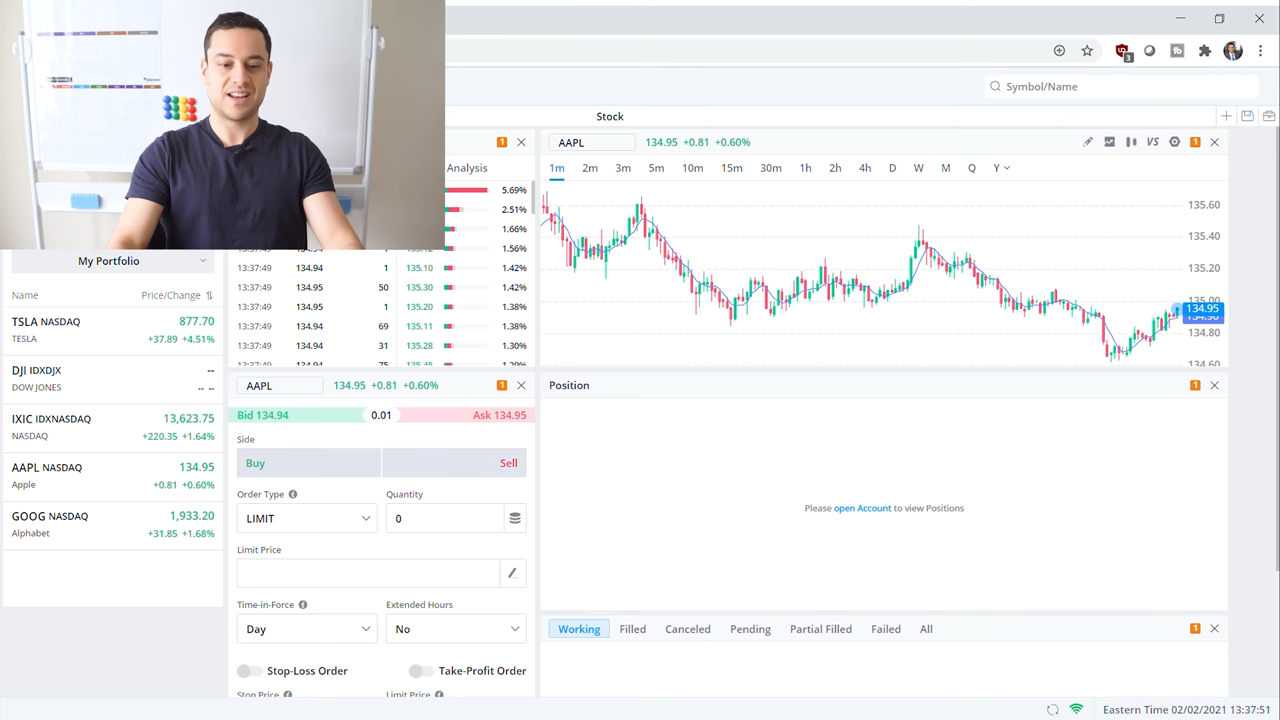 3
Symbol/Name
Stock
1
Analysis
5.69%
2.51%
1.66%
1.56%
13:37:49 134.94 1 135.10 1.42%
13:37:49 134.94 50 135.30 1.42%
13:37:49 134.95 1 135.20 1.38%
13:37:49 134.94 69 135.11 1.38%
13:37:49 134.94 31 135.28 1.30%
AAPL 134.95 +0.81 +0.60% VS 1
1m 2m 3m 5m 10m 15m 30m 1h 2h 4h D W M Q Y
135.60
135.40
135.20
135.00
134.95
134.80
134.60
My Portfolio
Name Price/Change
TSLA NASDAQ 877.70
TESLA +37.89 +4.51%
DJI IDXDJX --
DOW JONES -- --
IXIC IDXNASDAQ 13,623.75
NASDAQ +220.35 +1.64%
AAPL NASDAQ 134.95
Apple +0.81 +0.60%
GOOG NASDAQ 1,933.20
Alphabet +31.85 +1.68%
AAPL 134.95 +0.81 +0.60% 1
Bid 134.94 0.01 Ask 134.95
Side
Buy Sell
Order Type Quantity
LIMIT 0
Limit Price
Time-in-Force Extended Hours
Day No
Stop-Loss Order Take-Profit Order
Stop Price Limit Price
Position 1
Please open Account to view Positions
Working Filled Canceled Pending Partial Filled Failed All 1
Eastern Time 02/02/2021 13:37:51